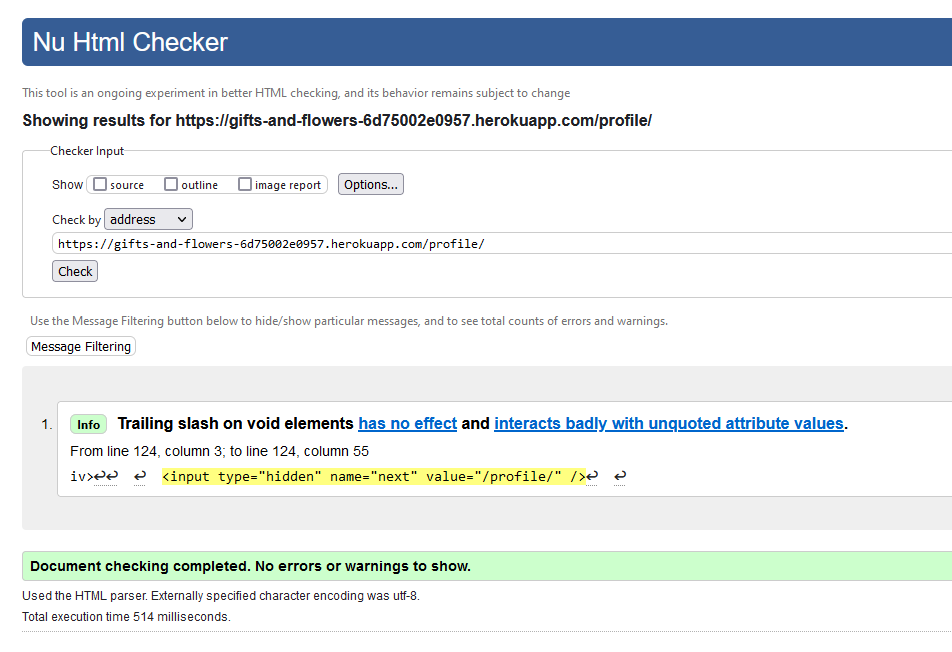 Nu Html Checker
This tool is an ongoing experiment in better HTML checking, and its behavior remains subject to change
Showing results for https://gifts-and-flowers-6d75002e0957.herokuapp.com/profile/
Checker Input
Show source outline image report Options...
Check by address
https://gifts-and-flowers-6d75002e0957.herokuapp.com/profile/
Check
Use the Message Filtering button below to hide/show particular messages, and to see total counts of errors and warnings.
Message Filtering
1. Info Trailing slash on void elements has no effect and interacts badly with unquoted attribute values.
From line 124, column 3; to line 124, column 55
iv>↩↩ ↩ <input type="hidden" name="next" value="/profile/" />↩ ↩
Document checking completed. No errors or warnings to show.
Used the HTML parser. Externally specified character encoding was utf-8.
Total execution time 514 milliseconds.